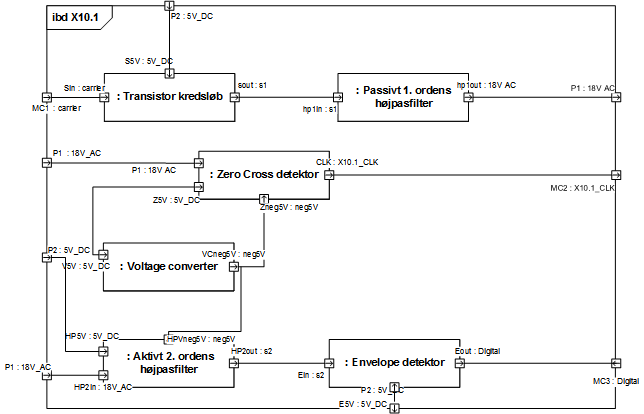 ibd X10.1
P2 : 5V_DC
S5V : 5V_DC
Sin : carrier
MC1 : carrier
: Transistor kredsløb
sout : s1
hp1in : s1
: Passivt 1. ordens
højpasfilter
hp1out : 18V AC
P1 : 18V AC
P1 : 18V_AC
P1 : 18V AC
: Zero Cross detektor
CLK : X10.1_CLK
MC2 : X10.1_CLK
Z5V : 5V_DC
Zneg5V : neg5V
P2 : 5V_DC
V5V : 5V_DC
: Voltage converter
VCneg5V : neg5V
HP5V : 5V_DC
HPVneg5V : neg5V
: Aktivt 2. ordens
højpasfilter
HP2out : s2
P1 : 18V_AC
HP2in : 18V_AC
Ein : s2
: Envelope detektor
Eout : Digital
MC3 : Digital
P2 : 5V_DC
E5V : 5V_DC